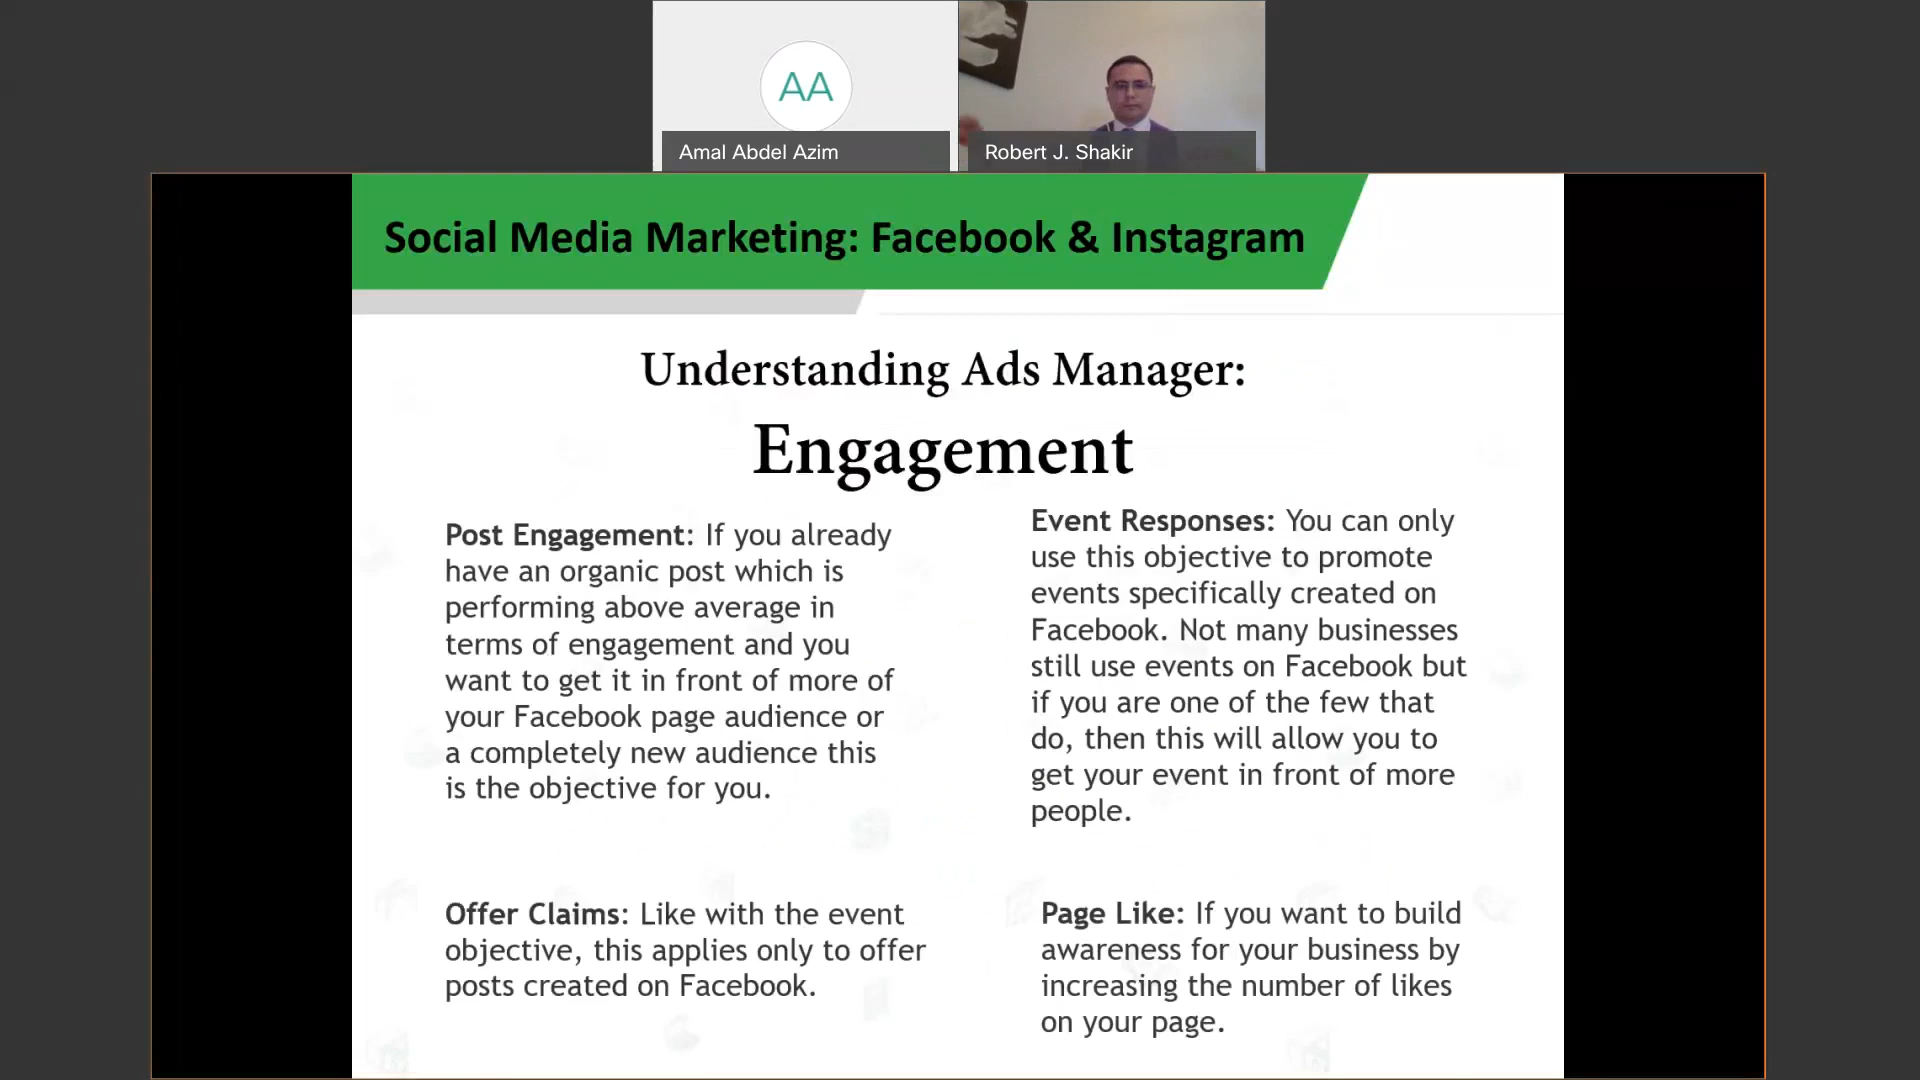 AA
Amal Abdel Azim
Robert J. Shakir
Social Media Marketing: Facebook & Instagram
Understanding Ads Manager:
Engagement
Post Engagement: If you already
have an organic post which is
performing above average in
terms of engagement and you
want to get it in front of more of
your Facebook page audience or
a completely new audience this
is the objective for you.
Event Responses: You can only
use this objective to promote
events specifically created on
Facebook. Not many businesses
still use events on Facebook but
if you are one of the few that
do, then this will allow you to
get your event in front of more
people.
Offer Claims: Like with the event
objective, this applies only to offer
posts created on Facebook.
Page Like: If you want to build
awareness for your business by
increasing the number of likes
on your page.